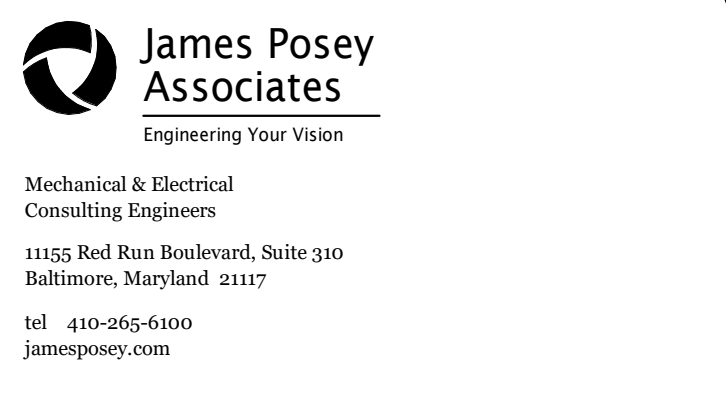 James Posey
Associates
Engineering Your Vision
Mechanical & Electrical
Consulting Engineers
11155 Red Run Boulevard, Suite 310
Baltimore, Maryland  21117
tel    410-265-6100
jamesposey.com